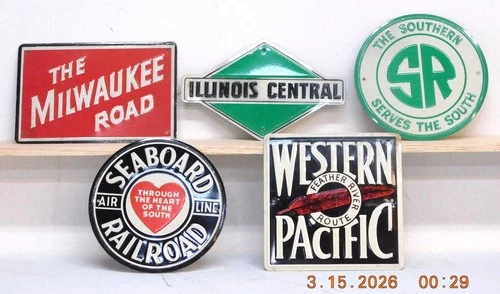 THE
MILWAUKEE
ROAD
ILLINOIS CENTRAL
THE SOUTHERN
SR
SERVES THE SOUTH
SEABOARD
AIR LINE
THROUGH THE
HEART OF
THE
SOUTH
RAILROAD
WESTERN
FEATHER RIVER
ROUTE
PACIFIC
3.15.2026 00:29